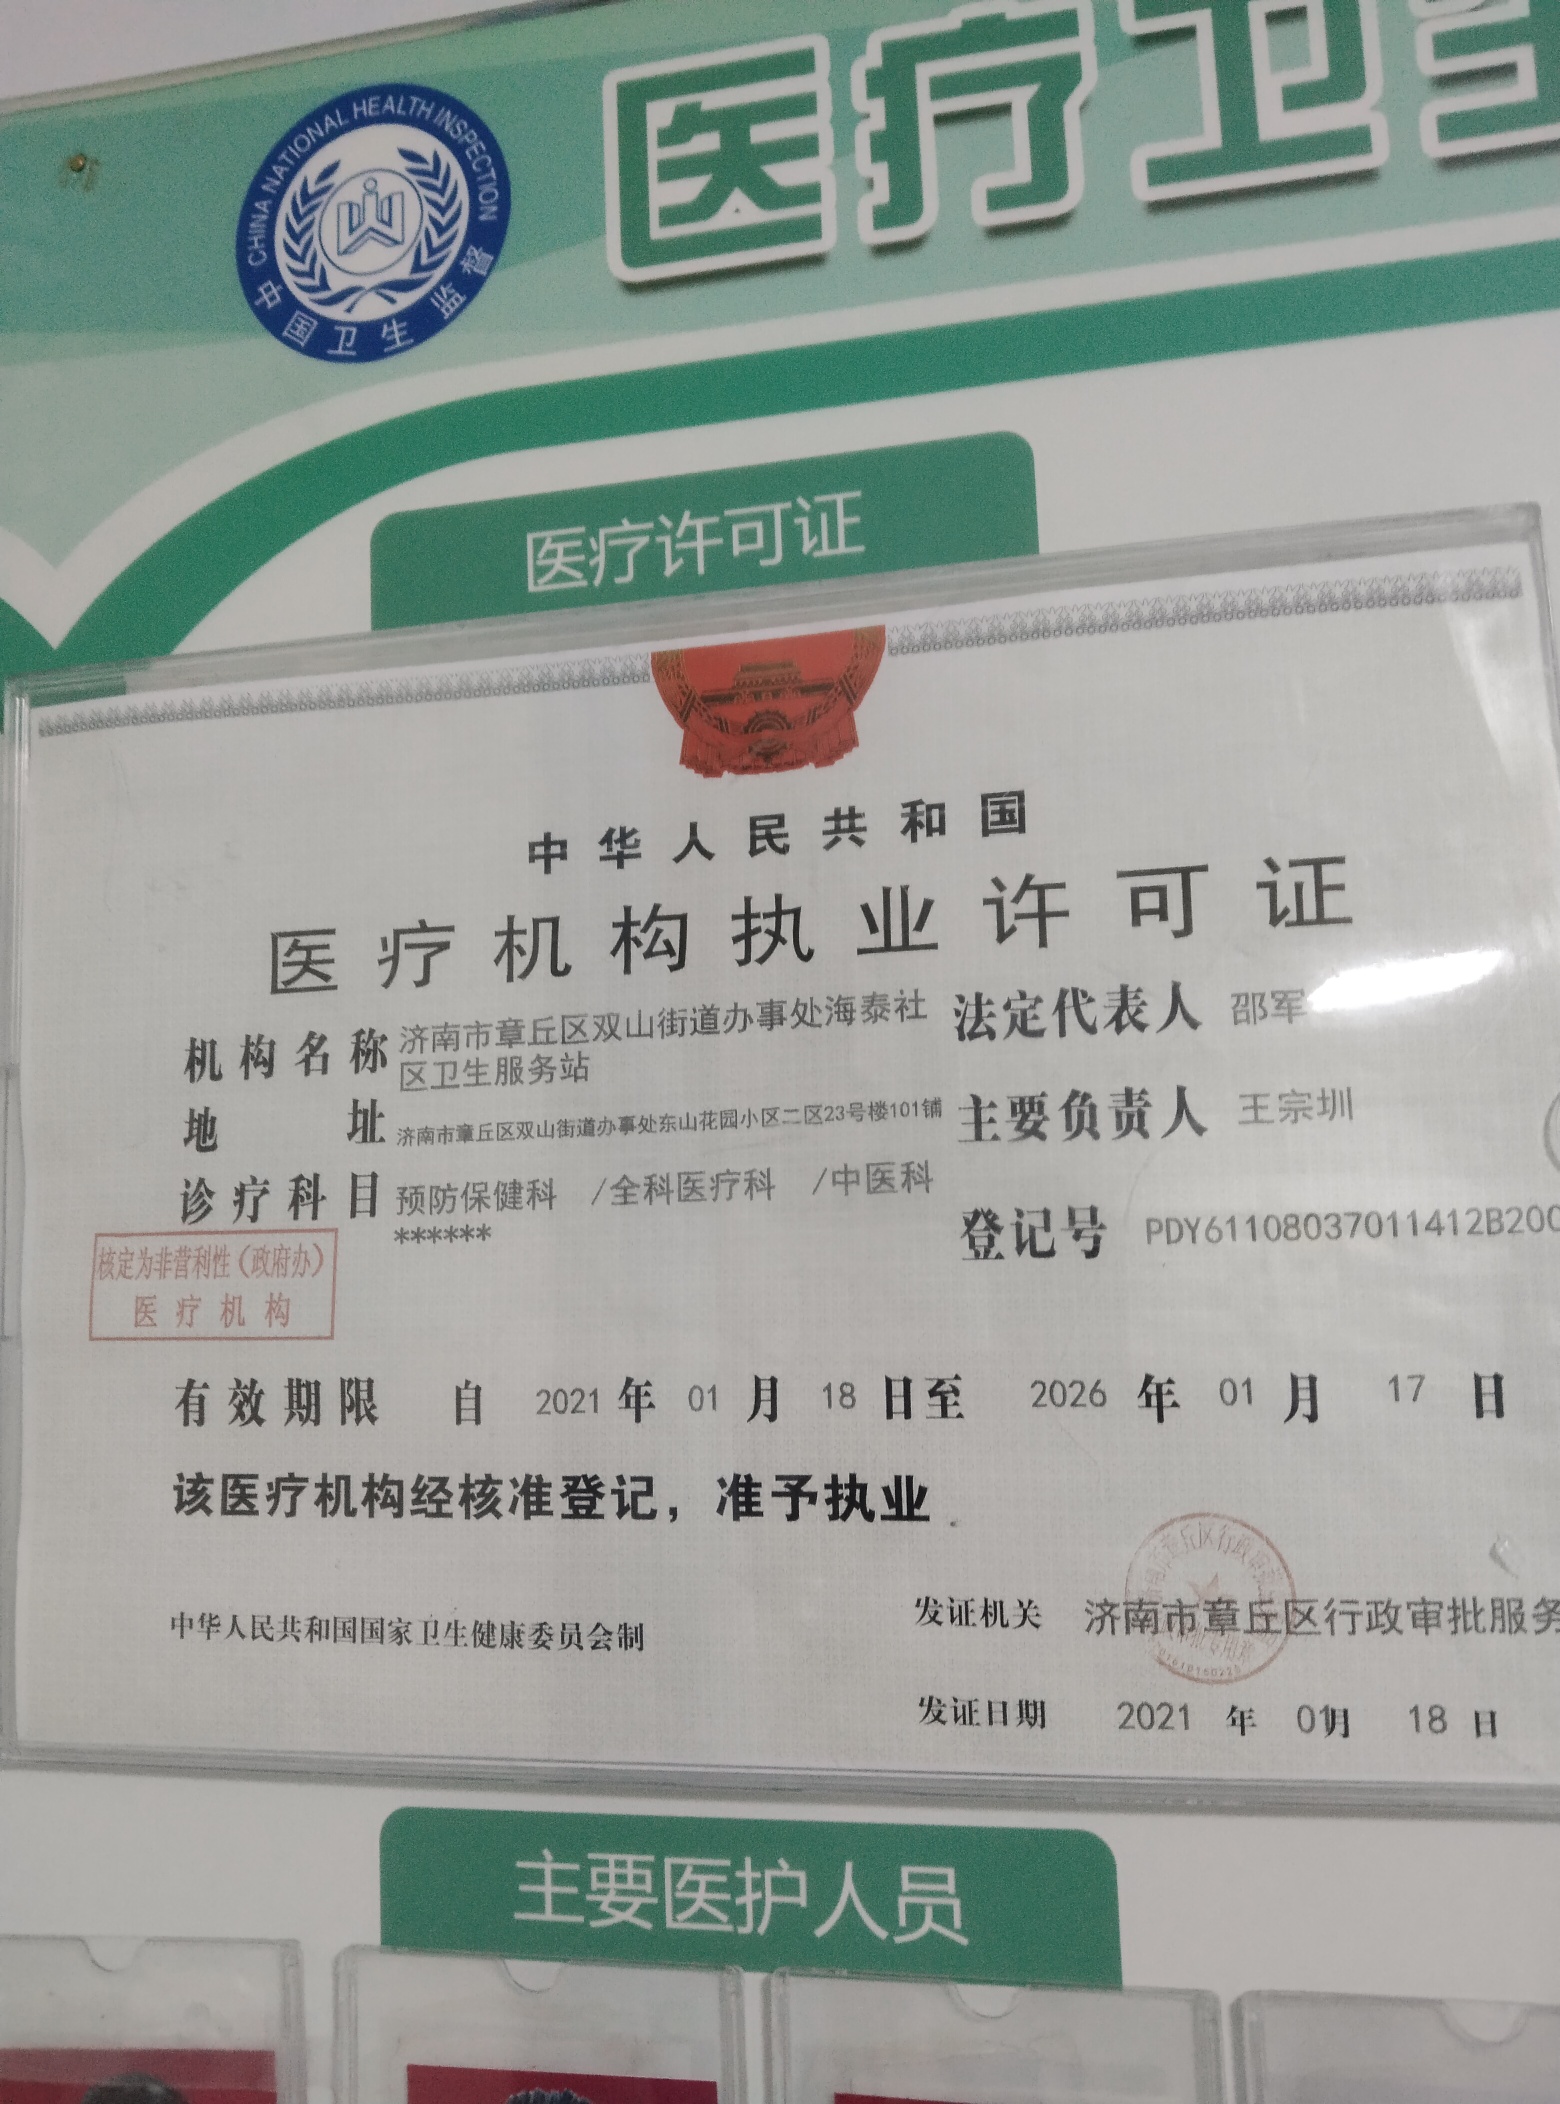 CHINA NATIONAL HEALTH INSPECTION
中国卫生监督
医疗卫生
医疗许可证
中华人民共和国
医疗机构执业许可证
机构名称 济南市章丘区双山街道办事处海泰社
区卫生服务站
法定代表人 邵军
地址 济南市章丘区双山街道办事处东山花园小区二区23号楼101铺
主要负责人 王宗圳
诊疗科目 预防保健科 /全科医疗科 /中医科
******
登记号 PDY61108037011412B200
核定为非营利性（政府办）
医疗机构
有效期限 自 2021 年 01 月 18 日至 2026 年 01 月 17 日
该医疗机构经核准登记，准予执业
中华人民共和国国家卫生健康委员会制
发证机关 济南市章丘区行政审批服务
发证日期 2021 年 01月 18 日
主要医护人员